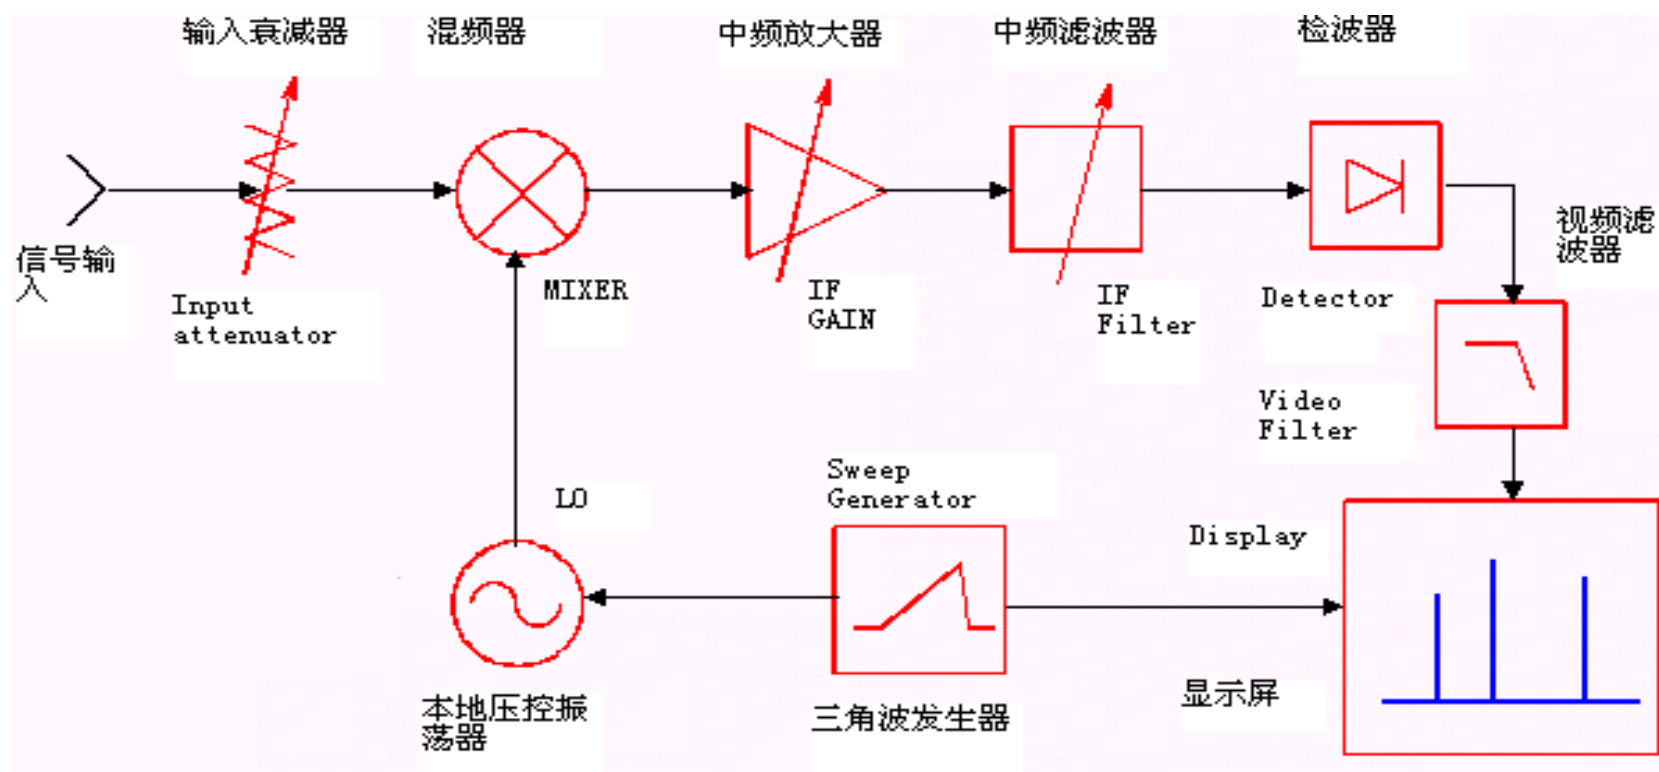 输入衰减器
混频器
中频放大器
中频滤波器
检波器
信号输
入
Input
attenuator
MIXER
IF
GAIN
IF
Filter
Detector
视频滤
波器
Video
Filter
LO
Sweep
Generator
Display
本地压控振
荡器
三角波发生器
显示屏